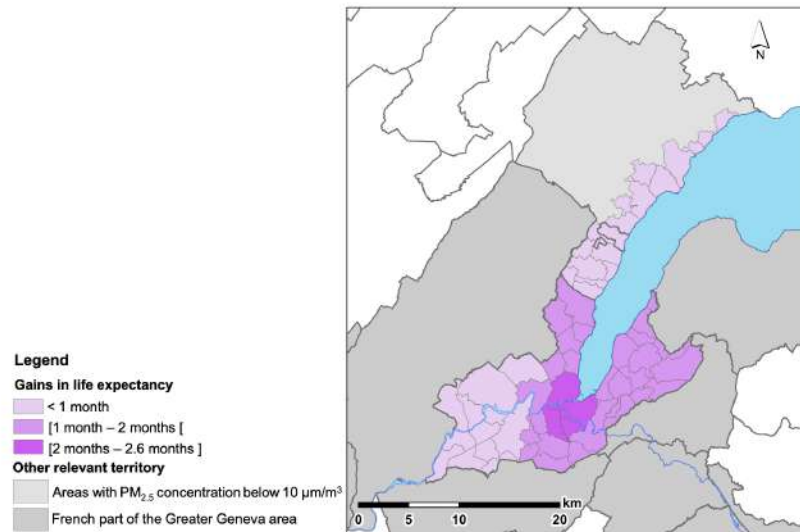 N
Legend
Gains in life expectancy
< 1 month
[1 month – 2 months [
[2 months – 2.6 months ]
Other relevant territory
Areas with PM2.5 concentration below 10 µm/m³
French part of the Greater Geneva area
km
0 5 10 20